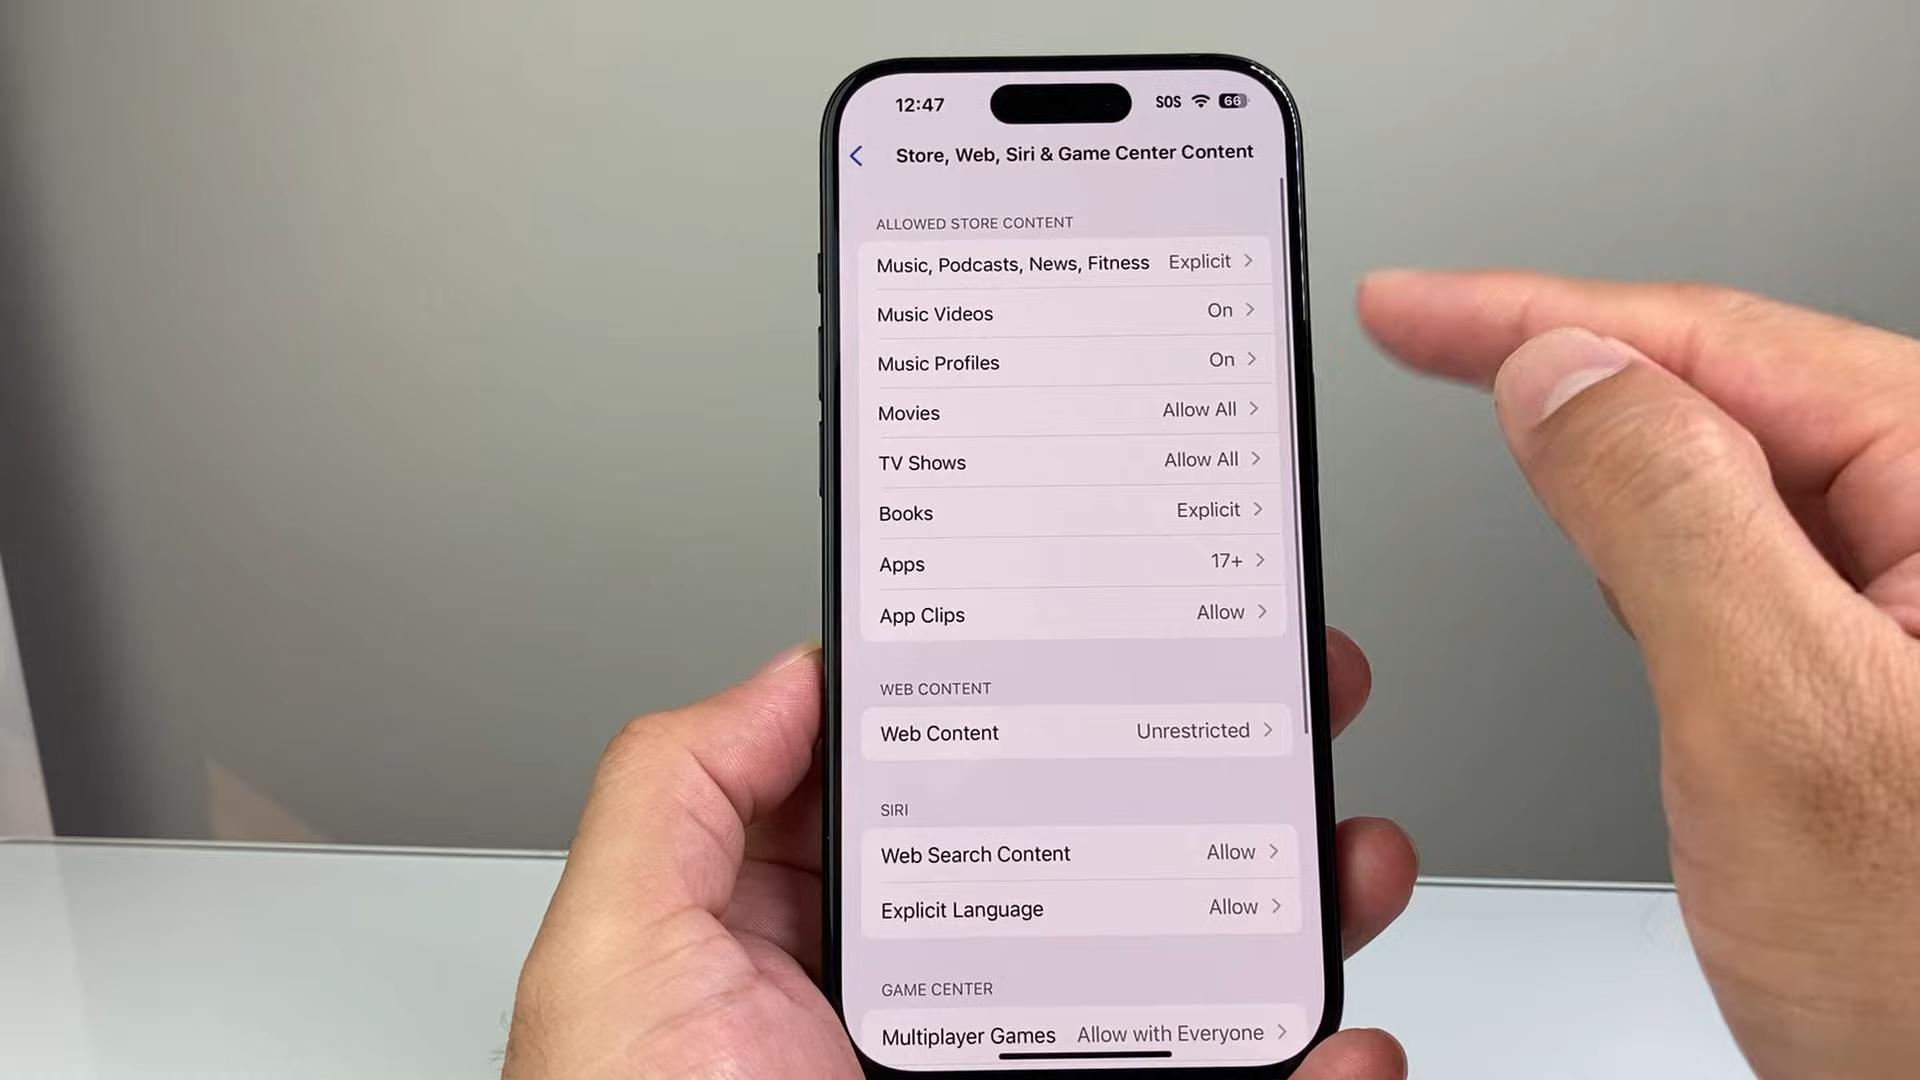 12:47 SOS 66
Store, Web, Siri & Game Center Content
ALLOWED STORE CONTENT
Music, Podcasts, News, Fitness Explicit
Music Videos On
Music Profiles On
Movies Allow All
TV Shows Allow All
Books Explicit
Apps 17+
App Clips Allow
WEB CONTENT
Web Content Unrestricted
SIRI
Web Search Content Allow
Explicit Language Allow
GAME CENTER
Multiplayer Games Allow with Everyone